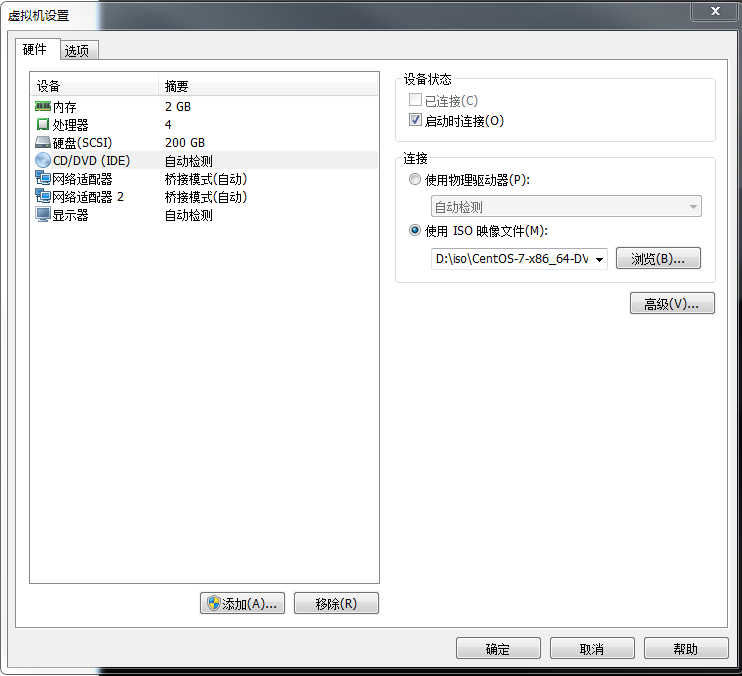 虚拟机设置
硬件 选项
设备 摘要
内存 2 GB
处理器 4
硬盘(SCSI) 200 GB
CD/DVD (IDE) 自动检测
网络适配器 桥接模式(自动)
网络适配器 2 桥接模式(自动)
显示器 自动检测
添加(A)... 移除(R)
设备状态
已连接(C)
启动时连接(O)
连接
使用物理驱动器(P):
自动检测
使用 ISO 映像文件(M):
D:\iso\CentOS-7-x86_64-DV 浏览(B)...
高级(V)...
确定 取消 帮助